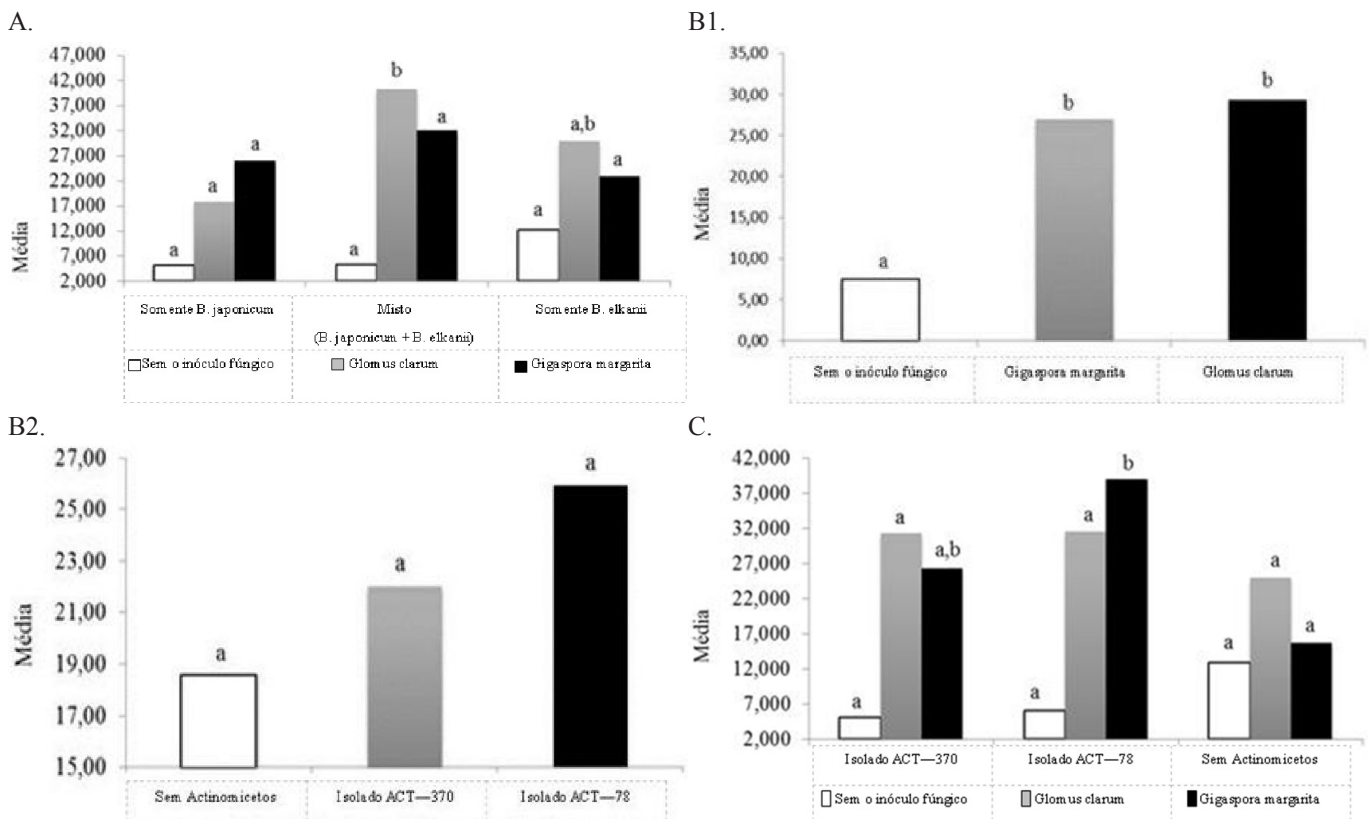 A.
47,000
42,000
37,000
32,000
27,000
22,000
17,000
12,000
7,000
2,000
Média
a
a
a
a
b
a
a
a,b
a
Somente B. japonicum
Misto
(B. japonicum + B. elkanii)
Somente B. elkanii
Sem o inóculo fúngico
Glomus clarum
Gigaspora margarita
B1.
35,00
30,00
25,00
20,00
15,00
10,00
5,00
0,00
Média
a
b
b
Sem o inóculo fúngico
Gigaspora margarita
Glomus clarum
B2.
27,00
25,00
23,00
21,00
19,00
17,00
15,00
Média
a
a
a
Sem Actinomicetos
Isolado ACT—370
Isolado ACT—78
C.
42,000
37,000
32,000
27,000
22,000
17,000
12,000
7,000
2,000
Média
a
a
a,b
a
a
b
a
a
a
Isolado ACT—370
Isolado ACT—78
Sem Actinomicetos
Sem o inóculo fúngico
Glomus clarum
Gigaspora margarita